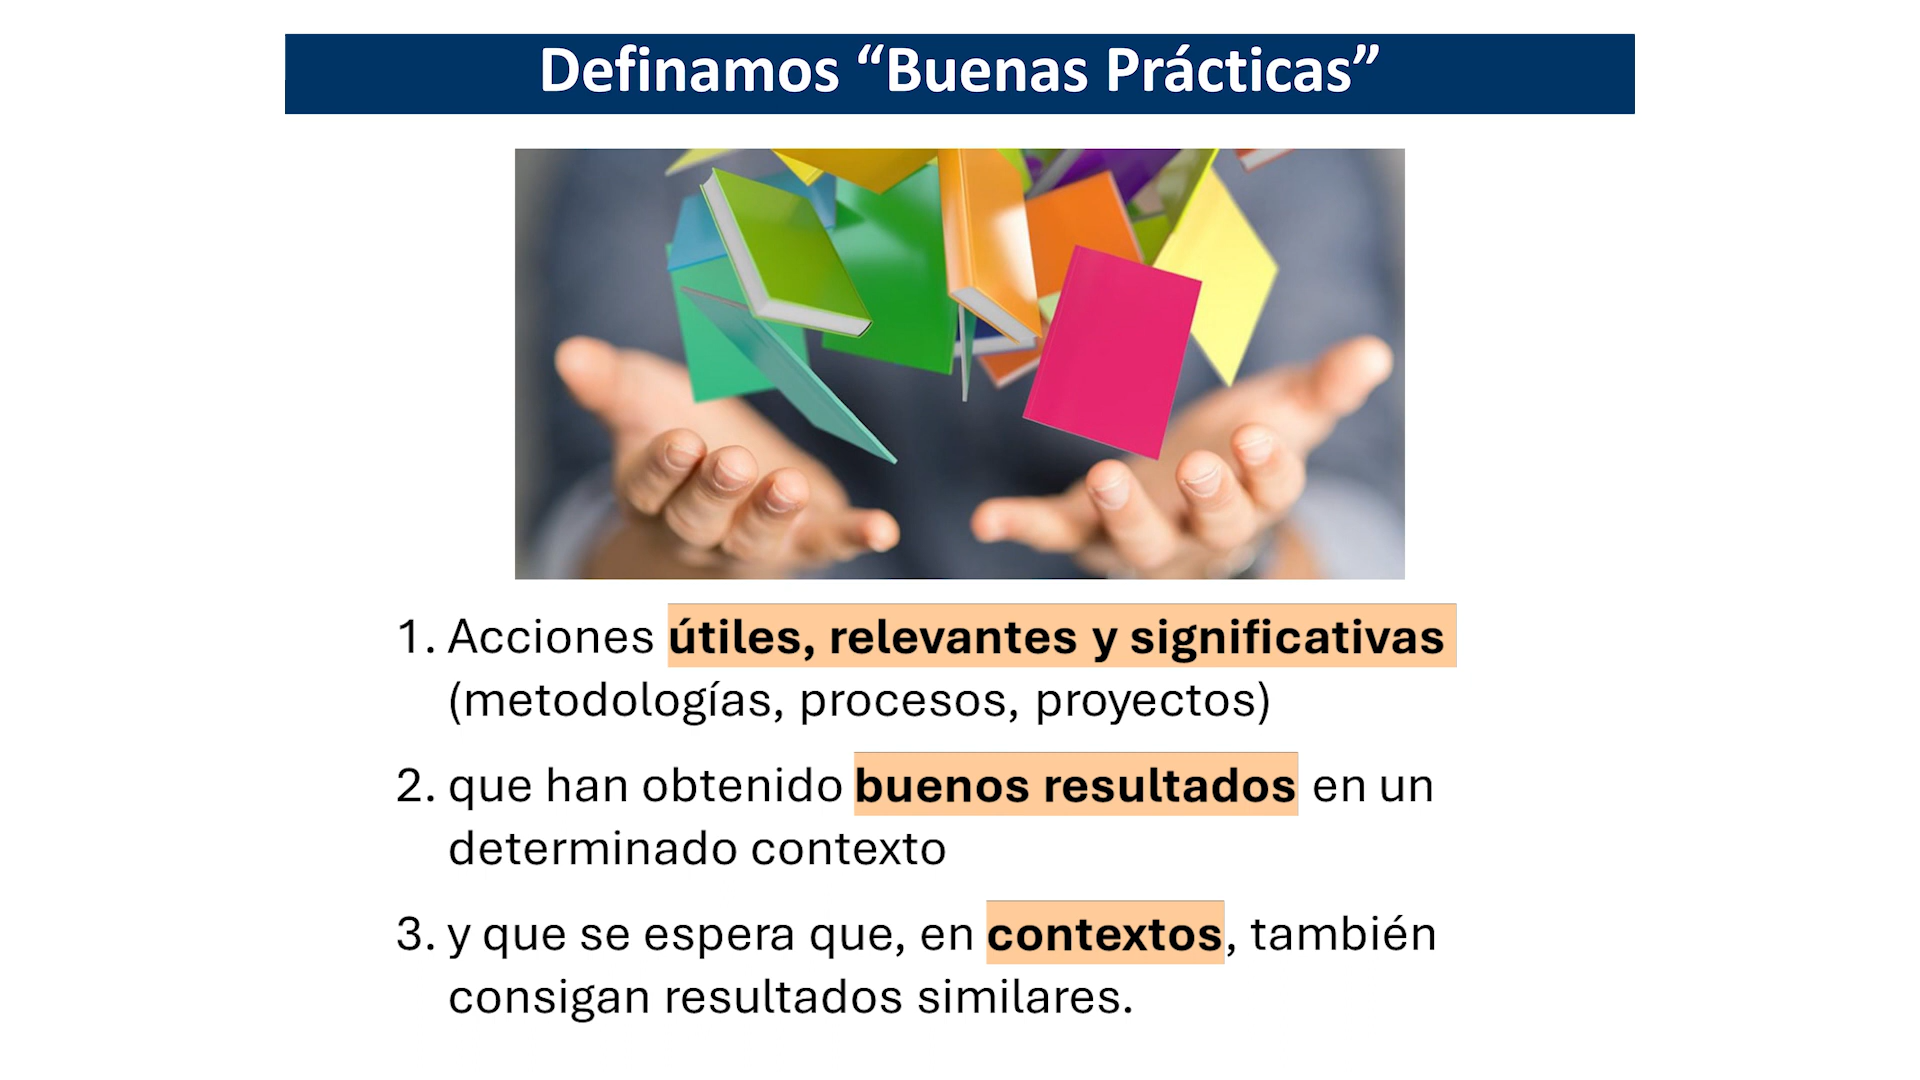 Definamos “Buenas Prácticas”
1. Acciones útiles, relevantes y significativas
(metodologías, procesos, proyectos)
2. que han obtenido buenos resultados en un
determinado contexto
3. y que se espera que, en contextos, también
consigan resultados similares.